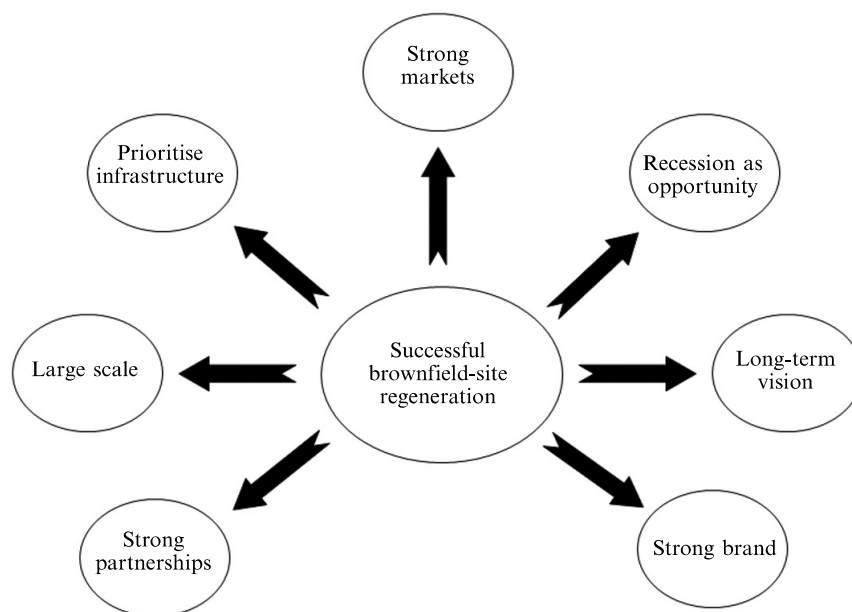 Strong
markets
Prioritise
infrastructure
Recession as
opportunity
Large scale
Successful
brownfield-site
regeneration
Long-term
vision
Strong
partnerships
Strong brand